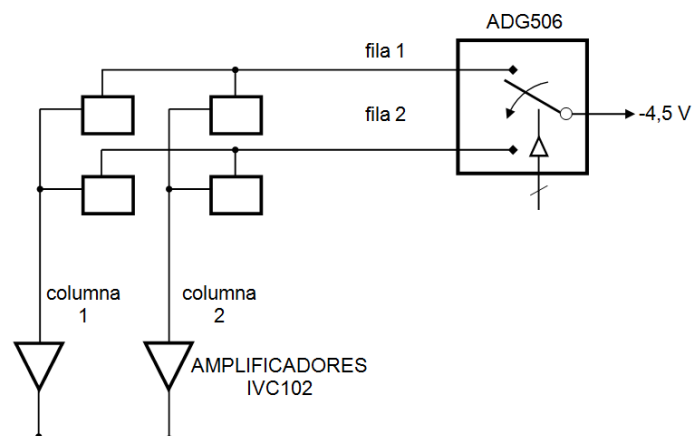 ADG506
fila 1
fila 2
-4,5 V
columna
1
columna
2
AMPLIFICADORES
IVC102